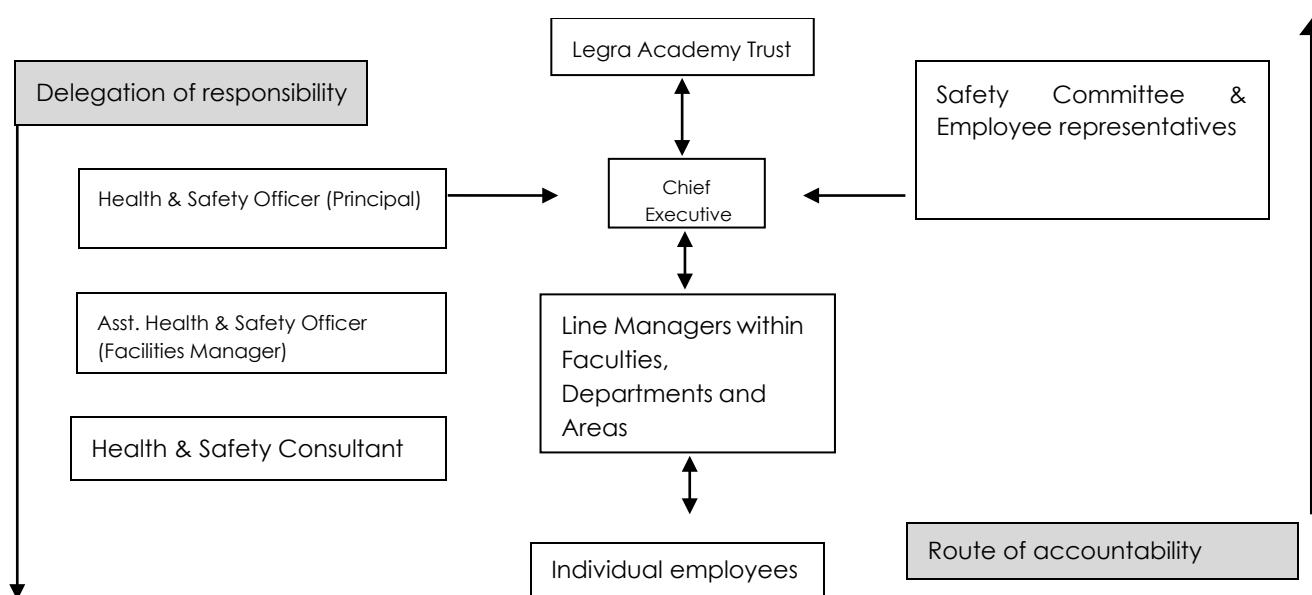 Legra Academy Trust
Delegation of responsibility
Safety Committee &
Employee representatives
Health & Safety Officer (Principal)
Chief
Executive
Asst. Health & Safety Officer
(Facilities Manager)
Line Managers within
Faculties,
Departments and
Areas
Health & Safety Consultant
Route of accountability
Individual employees